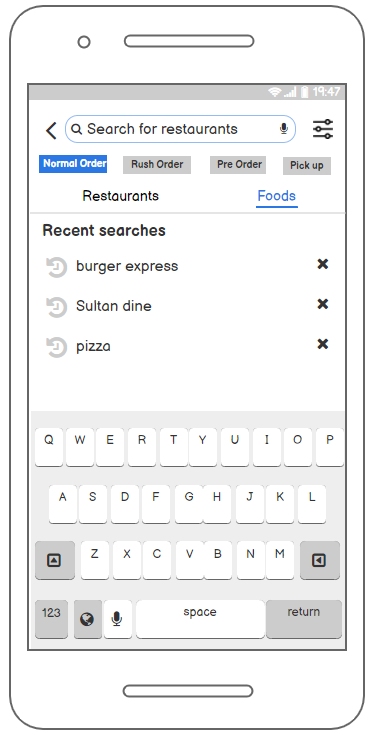 19:47
Search for restaurants
Normal Order Rush Order Pre Order Pick up
Restaurants Foods
Recent searches
burger express
Sultan dine
pizza
Q W E R T Y U I O P
A S D F G H J K L
Z X C V B N M
123 space return